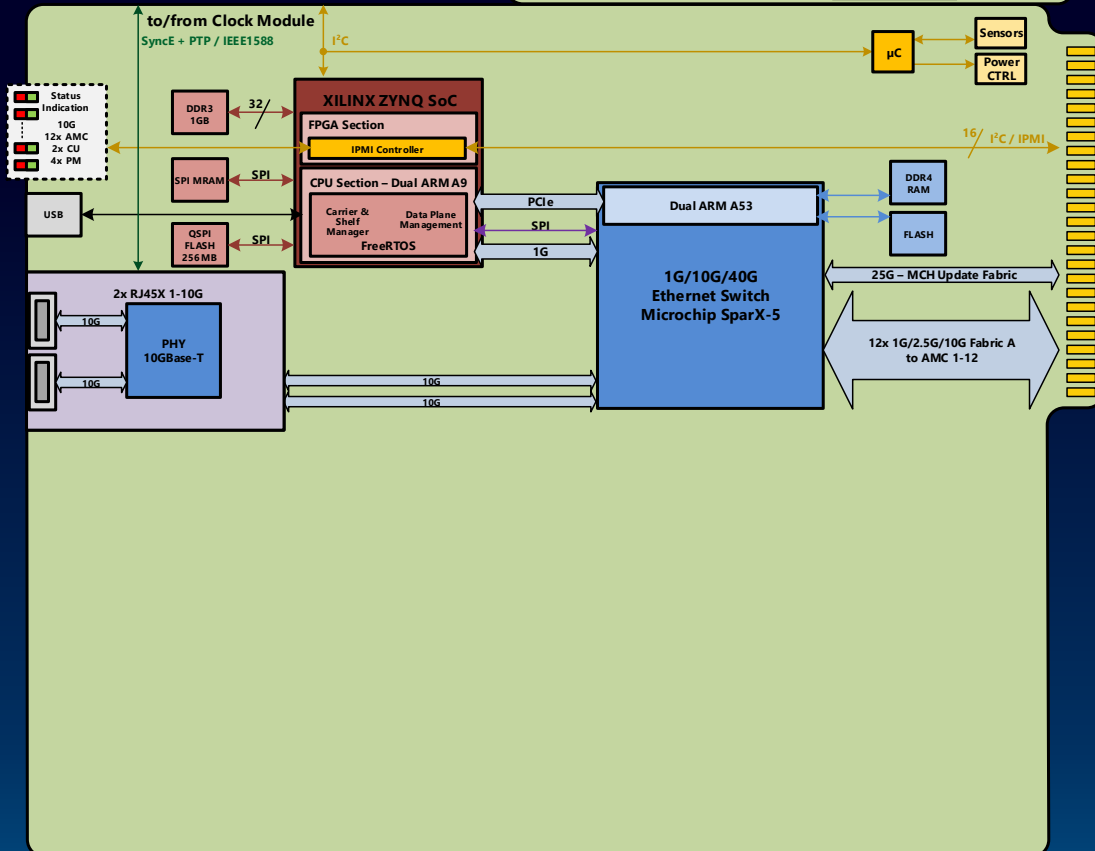 to/from Clock Module
SyncE + PTP / IEEE1588
I²C
µC
Sensors
Power
CTRL
Status
Indication
10G
12x AMC
2x CU
4x PM
DDR3
1GB
32
XILINX ZYNQ SoC
FPGA Section
IPMI Controller
16
I²C / IPMI
SPI MRAM
SPI
CPU Section – Dual ARM A9
Carrier &
Shelf
Manager
Data Plane
Management
FreeRTOS
USB
QSPI
FLASH
256MB
SPI
PCIe
SPI
1G
Dual ARM A53
DDR4
RAM
FLASH
1G/10G/40G
Ethernet Switch
Microchip SparX-5
25G – MCH Update Fabric
12x 1G/2.5G/10G Fabric A
to AMC 1-12
2x RJ45X 1-10G
10G
PHY
10GBase-T
10G
10G
10G